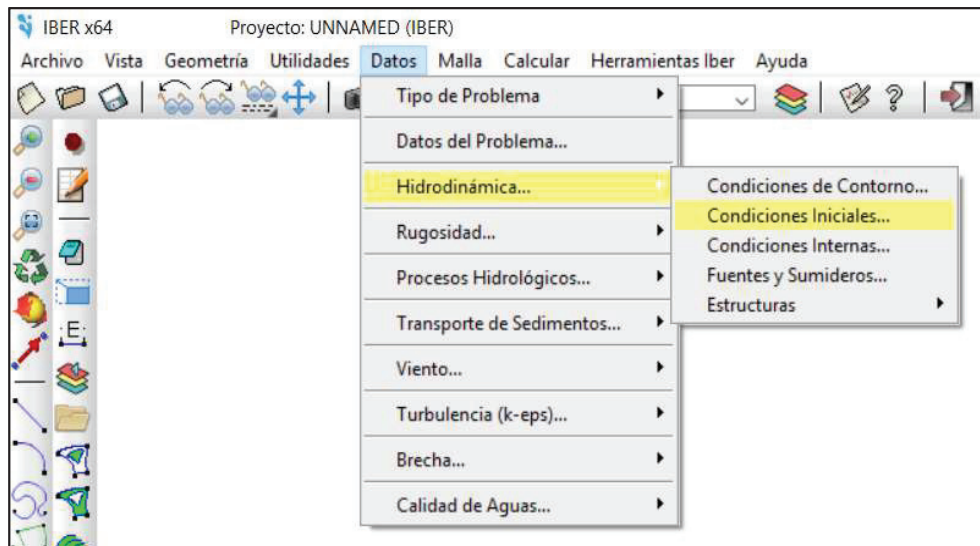 IBER x64 Proyecto: UNNAMED (IBER)
Archivo Vista Geometría Utilidades Datos Malla Calcular Herramientas Iber Ayuda
Tipo de Problema
Datos del Problema...
Hidrodinámica...
Condiciones de Contorno...
Condiciones Iniciales...
Condiciones Internas...
Fuentes y Sumideros...
Estructuras
Rugosidad...
Procesos Hidrológicos...
Transporte de Sedimentos...
Viento...
Turbulencia (k-eps)...
Brecha...
Calidad de Aguas...
E